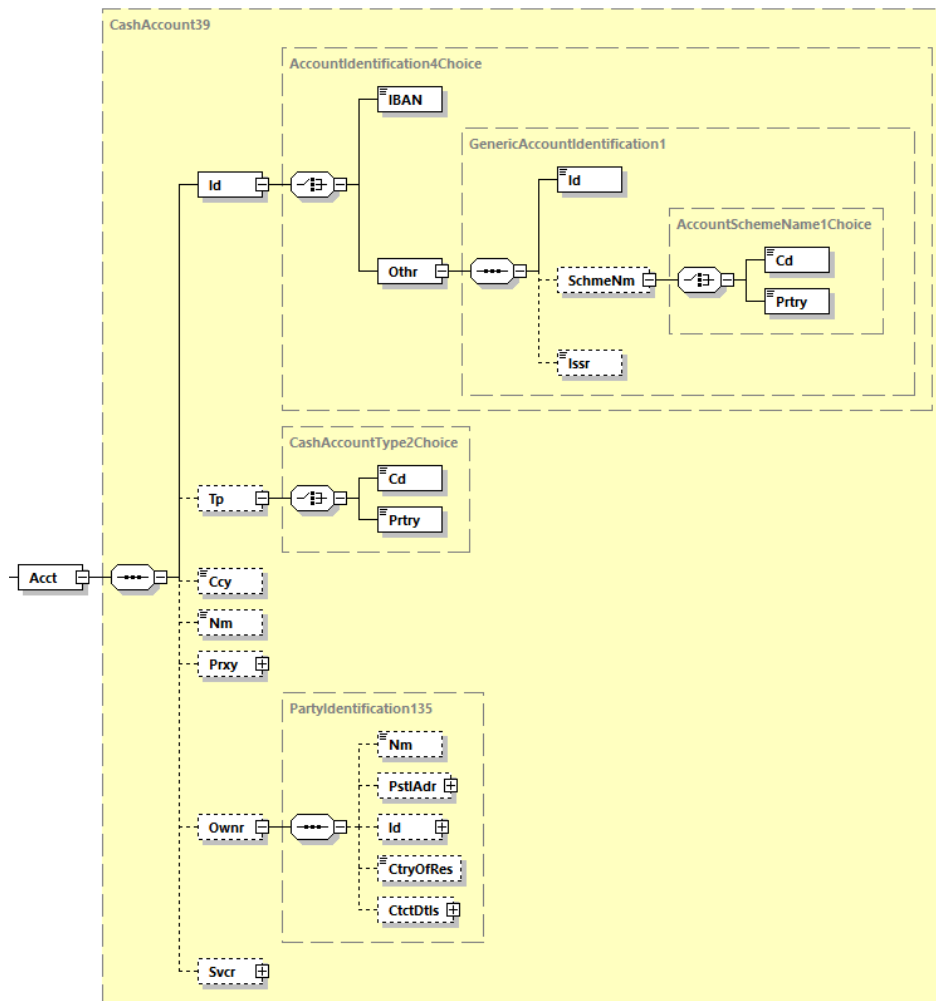 CashAccount39
AccountIdentification4Choice
IBAN
GenericAccountIdentification1
Id
Id
AccountSchemeName1Choice
Cd
Othr
SchmeNm
Prtry
Issr
CashAccountType2Choice
Cd
Tp
Prtry
Acct
Ccy
Nm
Prxy
PartyIdentification135
Nm
PstlAdr
Ownr
Id
CtryOfRes
CtctDtls
Svcr